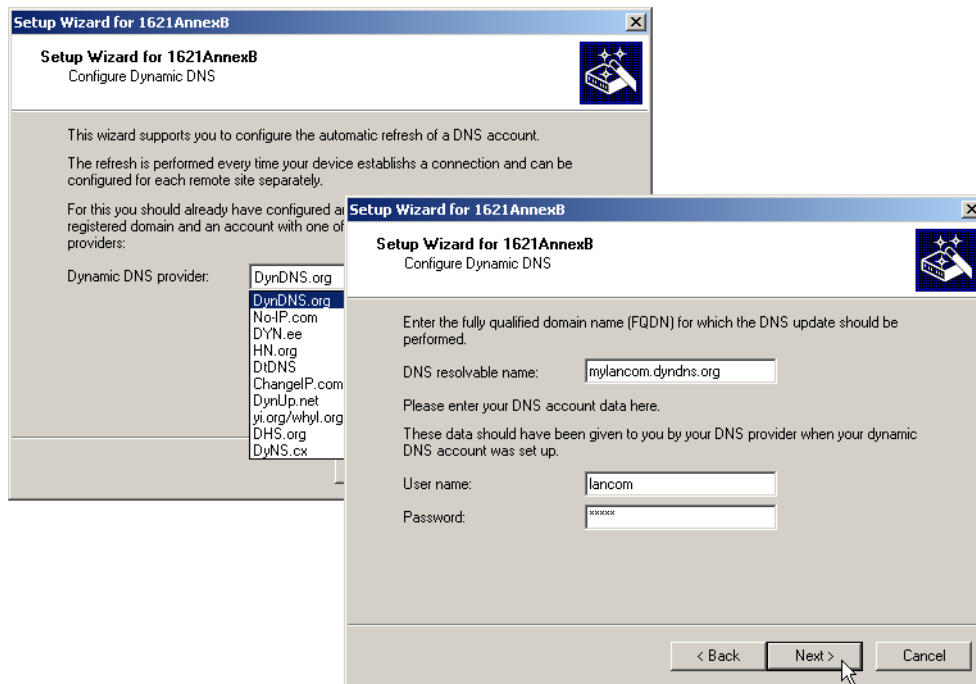 Setup Wizard for 1621AnnexB
Setup Wizard for 1621AnnexB
Configure Dynamic DNS
This wizard supports you to configure the automatic refresh of a DNS account.
The refresh is performed every time your device establishs a connection and can be
configured for each remote site separately.
For this you should already have configured a
registered domain and an account with one of
providers:
Dynamic DNS provider:
DynDNS.org
DynDNS.org
No-IP.com
DYN.ee
HN.org
DtDNS
ChangeIP.com
DynUp.net
yi.org/whyI.org
DHS.org
DyNS.cx
Setup Wizard for 1621AnnexB
Setup Wizard for 1621AnnexB
Configure Dynamic DNS
Enter the fully qualified domain name (FQDN) for which the DNS update should be
performed.
DNS resolvable name:
mylancom.dyndns.org
Please enter your DNS account data here.
These data should have been given to you by your DNS provider when your dynamic
DNS account was set up.
User name:
lancom
Password:
*****
< Back
Next >
Cancel